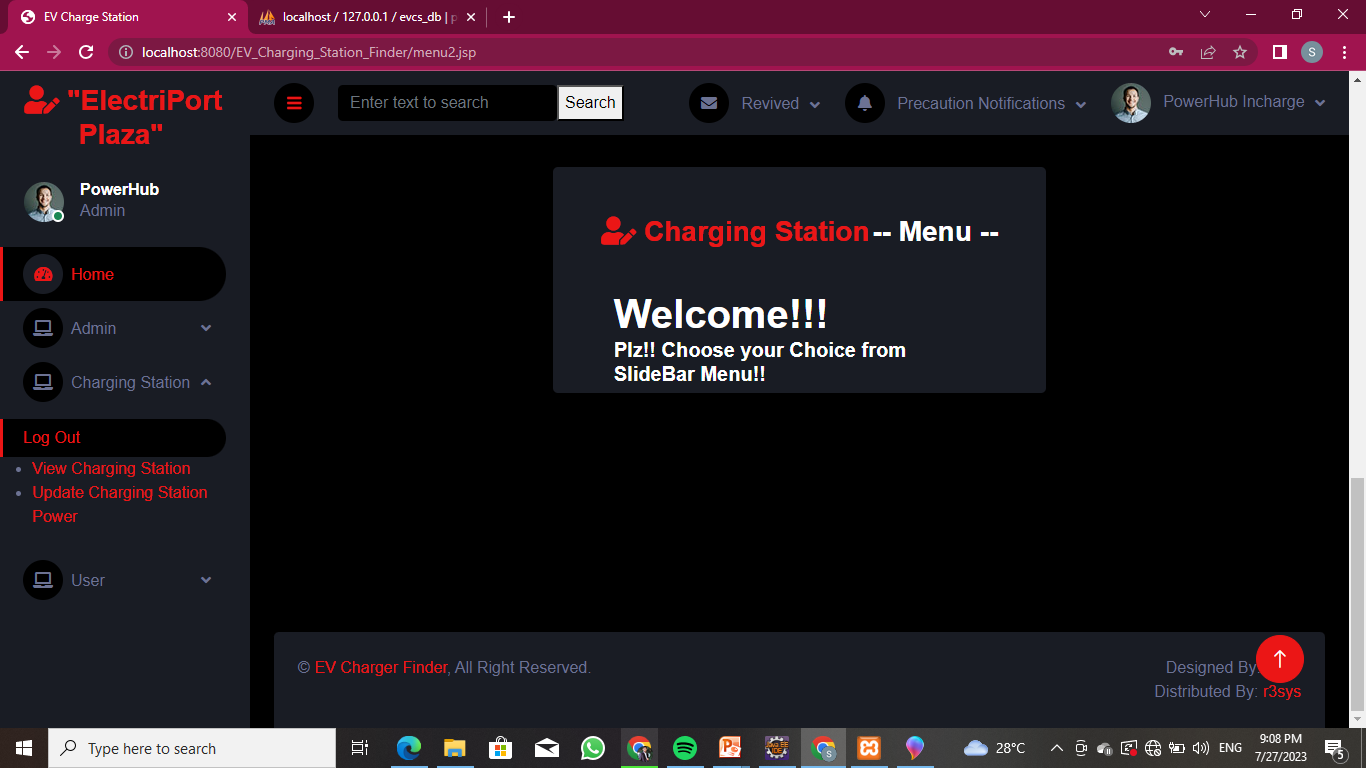 EV Charge Station
localhost / 127.0.0.1 / evcs_db | p
localhost:8080/EV_Charging_Station_Finder/menu2.jsp
S
"ElectriPort
Plaza"
Enter text to search
Search
Revived
Precaution Notifications
PowerHub Incharge
PowerHub
Admin
Home
Admin
Charging Station
Log Out
View Charging Station
Update Charging Station
Power
User
Charging Station -- Menu --
Welcome!!!
Plz!! Choose your Choice from
SlideBar Menu!!
© EV Charger Finder, All Right Reserved.
Designed By:
Distributed By: r3sys
Type here to search
28°C
ENG
9:08 PM
7/27/2023
5